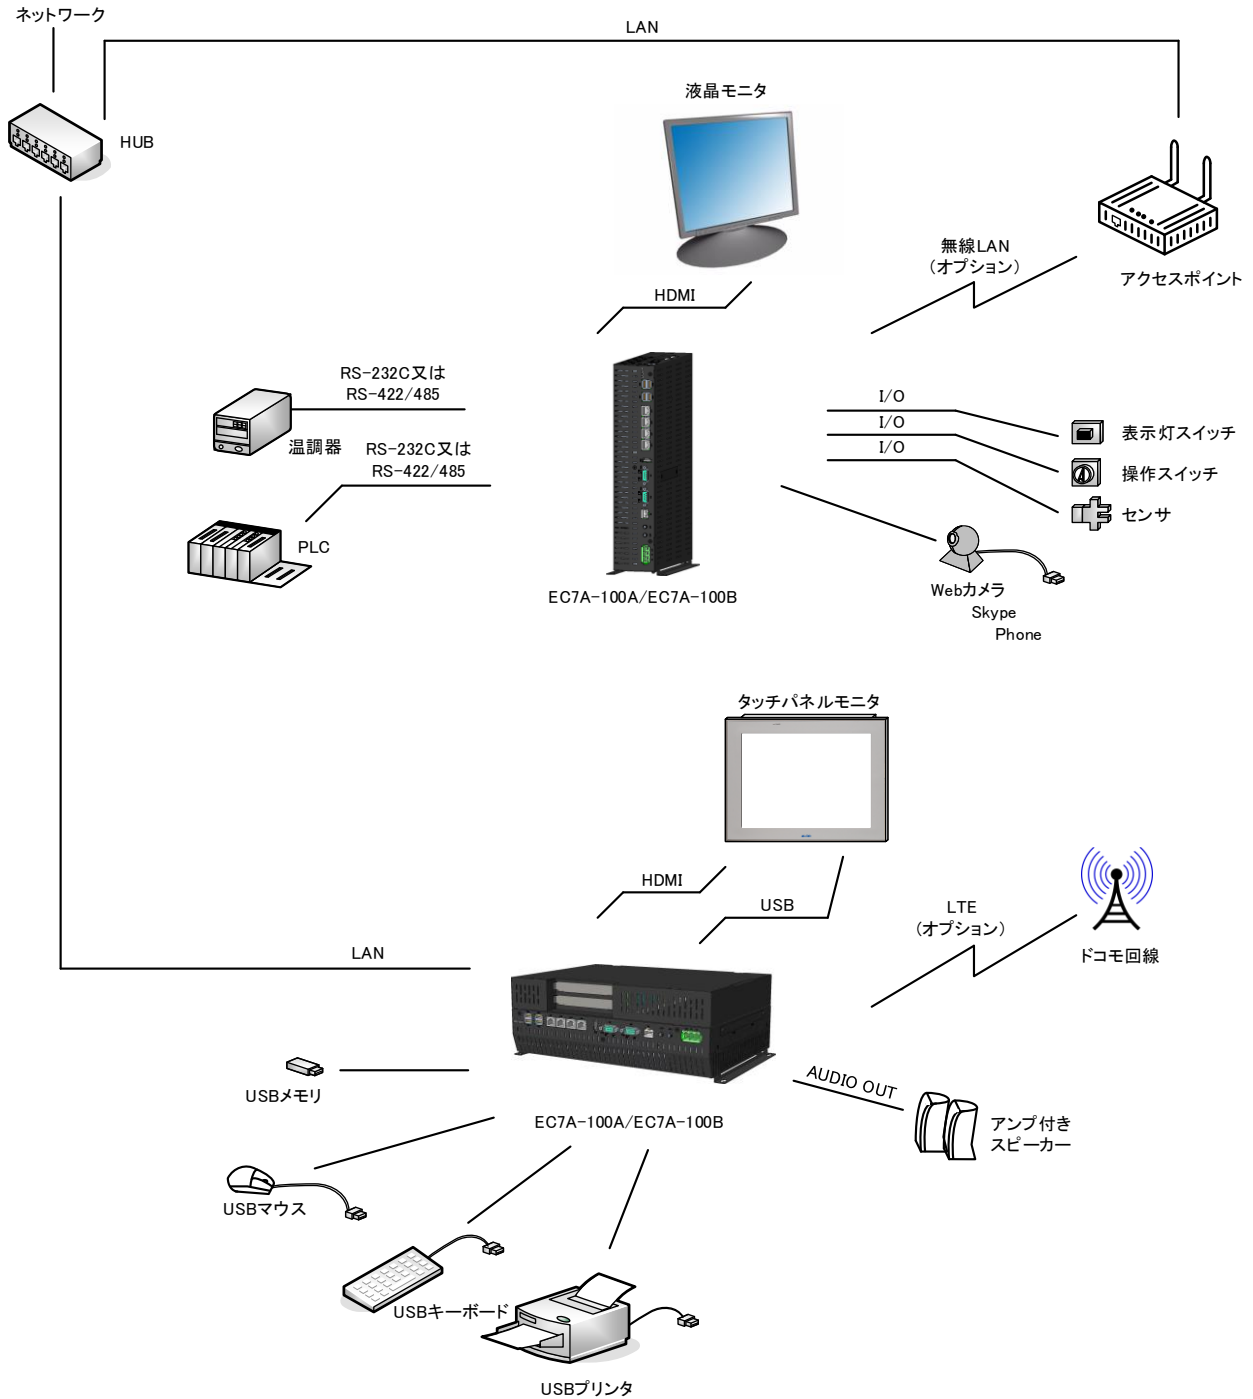 ネットワーク
LAN
HUB
液晶モニタ
無線LAN
(オプション)
アクセスポイント
HDMI
RS-232C又は
RS-422/485
温調器
RS-232C又は
RS-422/485
PLC
I/O
I/O
I/O
表示灯スイッチ
操作スイッチ
センサ
EC7A-100A/EC7A-100B
Webカメラ
Skype
Phone
タッチパネルモニタ
HDMI
USB
LTE
(オプション)
ドコモ回線
LAN
USBメモリ
AUDIO OUT
アンプ付き
スピーカー
EC7A-100A/EC7A-100B
USBマウス
USBキーボード
USBプリンタ